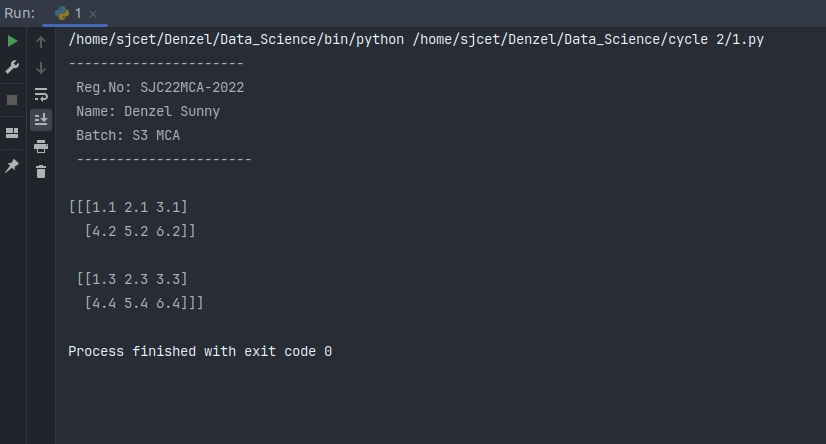 Run: 1
/home/sjcet/Denzel/Data_Science/bin/python /home/sjcet/Denzel/Data_Science/cycle 2/1.py
----------------------
 Reg.No: SJC22MCA-2022
 Name: Denzel Sunny
 Batch: S3 MCA
 ----------------------
[[[1.1 2.1 3.1]
  [4.2 5.2 6.2]]
 [[1.3 2.3 3.3]
  [4.4 5.4 6.4]]]
Process finished with exit code 0